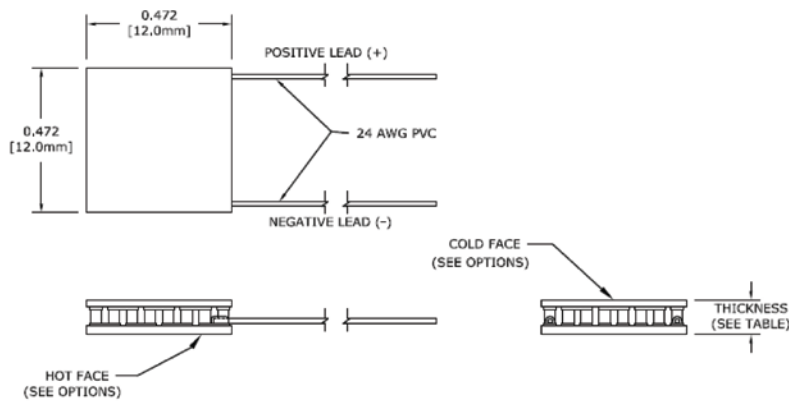 0.472
[12.0mm]
POSITIVE LEAD (+)
0.472
[12.0mm]
24 AWG PVC
NEGATIVE LEAD (-)
COLD FACE
(SEE OPTIONS)
THICKNESS
(SEE TABLE)
HOT FACE
(SEE OPTIONS)